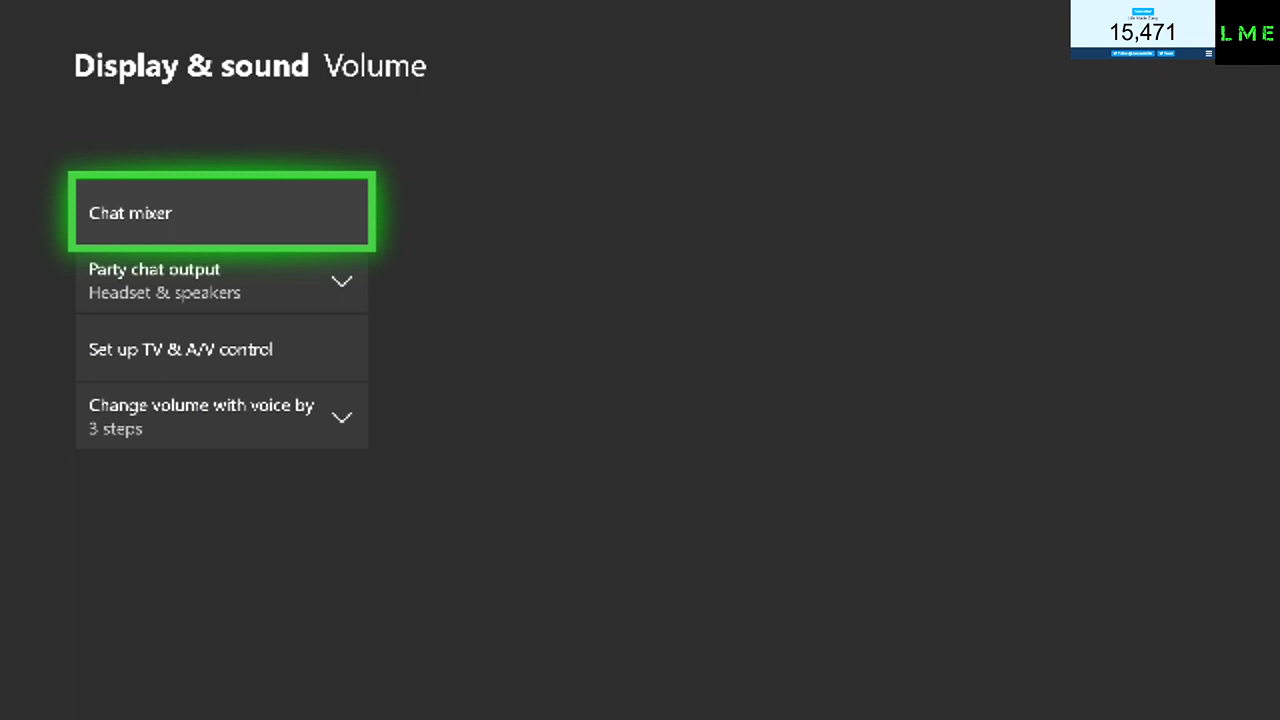 Display & sound Volume
15,471
LME
Chat mixer
Party chat output
Headset & speakers
Set up TV & A/V control
Change volume with voice by
3 steps